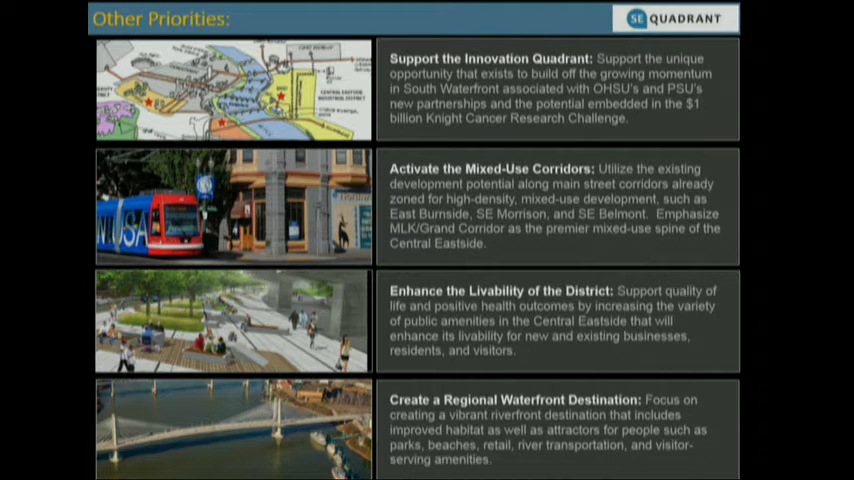 Other Priorities:
SE QUADRANT
Support the Innovation Quadrant: Support the unique
opportunity that exists to build off the growing momentum
in South Waterfront associated with OHSU's and PSU's
new partnerships and the potential embedded in the $1
billion Knight Cancer Research Challenge.
Activate the Mixed-Use Corridors: Utilize the existing
development potential along main street corridors already
zoned for high-density, mixed-use development, such as
East Burnside, SE Morrison, and SE Belmont. Emphasize
MLK/Grand Corridor as the premier mixed-use spine of the
Central Eastside.
MUSA
Enhance the Livability of the District: Support quality of
life and positive health outcomes by increasing the variety
of public amenities in the Central Eastside that will
enhance its livability for new and existing businesses,
residents, and visitors.
Create a Regional Waterfront Destination: Focus on
creating a vibrant riverfront destination that includes
improved habitat as well as attractors for people such as
parks, beaches, retail, river transportation, and visitor-
serving amenities.